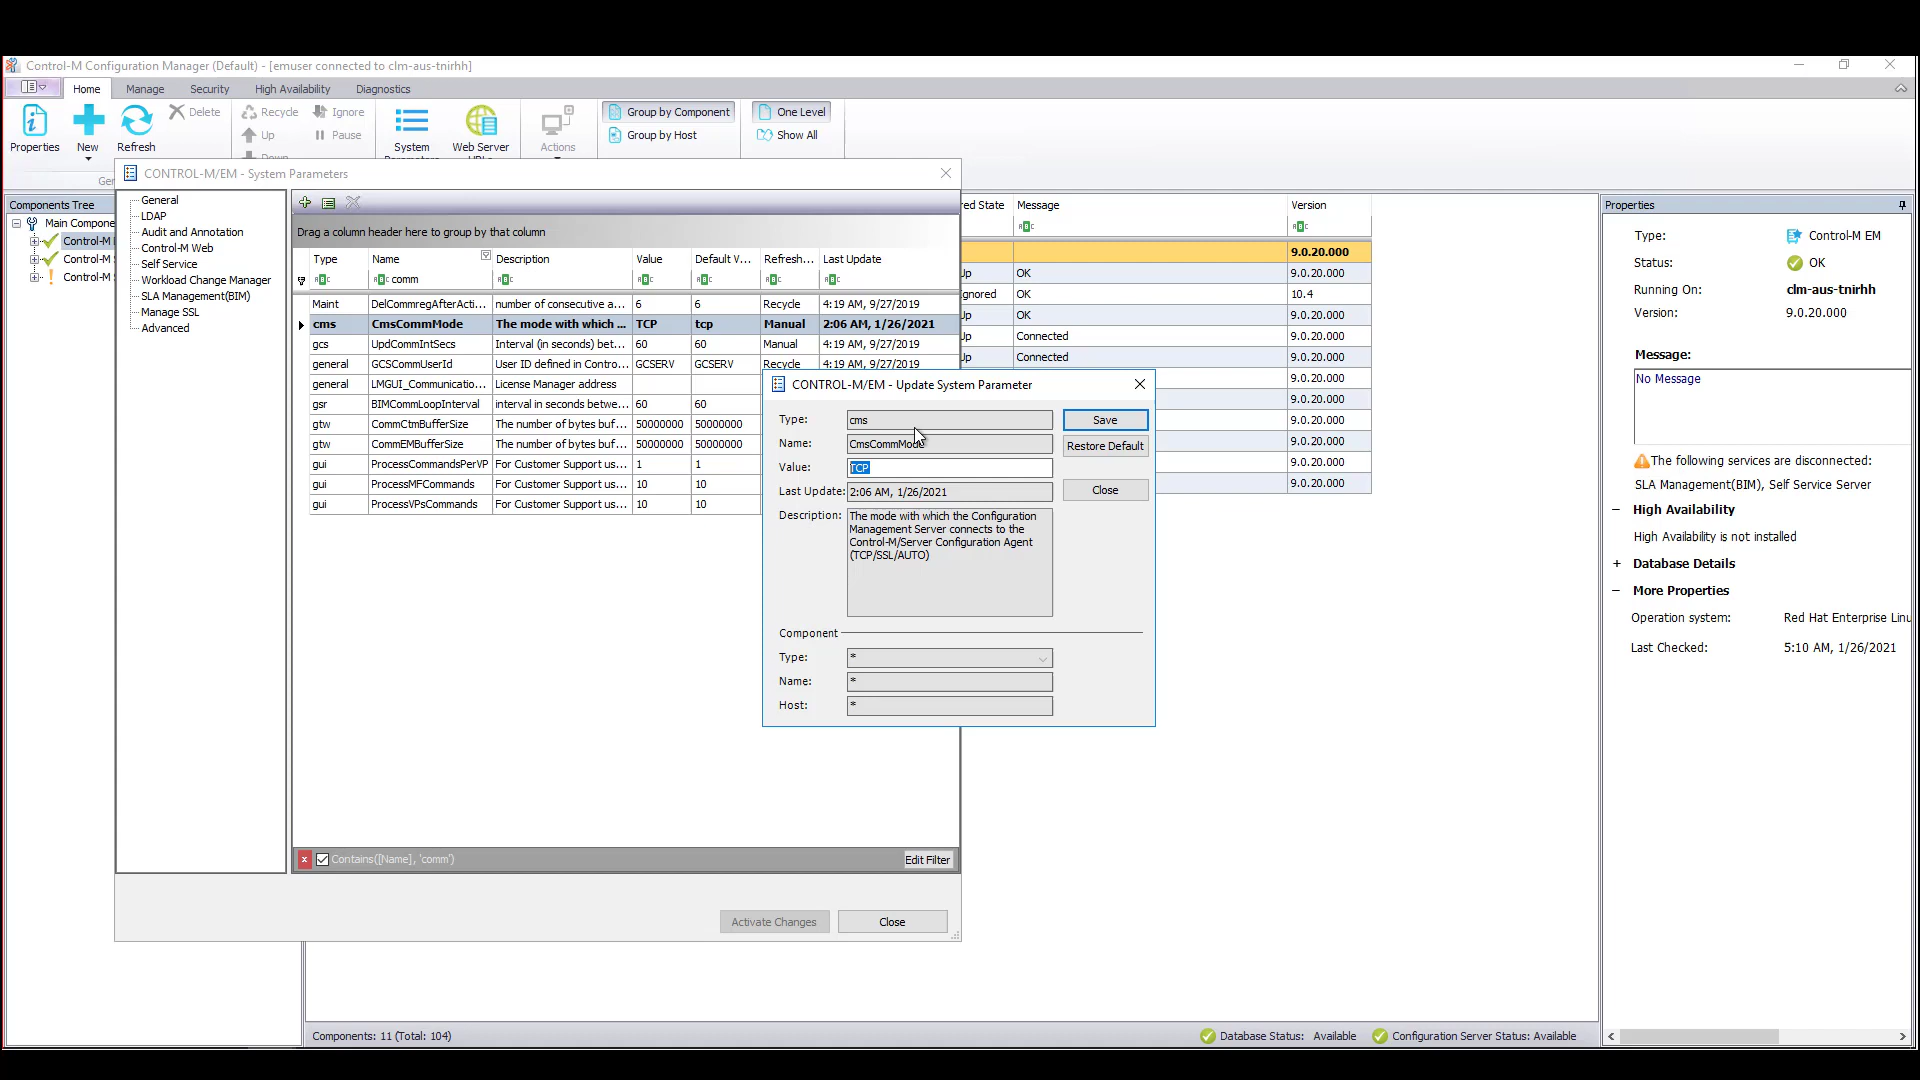 Control-M Configuration Manager (Default) - [emuser connected to clm-aus-tnirhh]
Home Manage Security High Availability Diagnostics
Properties
New
Refresh
Delete
Recycle
Up
Down
Ignore
Pause
System
Web Server
Actions
Group by Component
Group by Host
One Level
Show All
CONTROL-M/EM - System Parameters
Components Tree
Main Compone
Control-M
Control-M S
Control-M S
General
LDAP
Audit and Annotation
Control-M Web
Self Service
Workload Change Manager
SLA Management(BIM)
Manage SSL
Advanced
Drag a column header here to group by that column
Type Name Description Value Default V... Refresh... Last Update
comm
Maint DelCommregAfterActi... number of consecutive a... 6 6 Recycle 4:19 AM, 9/27/2019
cms CmsCommMode The mode with which ... TCP tcp Manual 2:06 AM, 1/26/2021
gcs UpdCommIntSecs Interval (in seconds) bet... 60 60 Manual 4:19 AM, 9/27/2019
general GCSCommUserId User ID defined in Contro... GCSERV GCSERV Recycle 4:19 AM, 9/27/2019
general LMGUI_Communicatio... License Manager address
gsr BIMCommLoopInterval interval in seconds betwe... 60 60
gtw CommCtmBufferSize The number of bytes buf... 50000000 50000000
gtw CommEMBufferSize The number of bytes buf... 50000000 50000000
gui ProcessCommandsPerVP For Customer Support us... 1 1
gui ProcessMFCommands For Customer Support us... 10 10
gui ProcessVPsCommands For Customer Support us... 10 10
Contains([Name], 'comm')
Edit Filter
Activate Changes
Close
CONTROL-M/EM - Update System Parameter
Type: cms
Name: CmsCommMode
Value: TCP
Last Update: 2:06 AM, 1/26/2021
Description: The mode with which the Configuration
Management Server connects to the
Control-M/Server Configuration Agent
(TCP/SSL/AUTO)
Component
Type: *
Name: *
Host: *
Save
Restore Default
Close
red State Message Version
9.0.20.000
Up OK 9.0.20.000
gnored OK 10.4
Up OK 9.0.20.000
Up Connected 9.0.20.000
Up Connected 9.0.20.000
9.0.20.000
9.0.20.000
9.0.20.000
9.0.20.000
9.0.20.000
9.0.20.000
Properties
Type: Control-M EM
Status: OK
Running On: clm-aus-tnirhh
Version: 9.0.20.000
Message:
No Message
The following services are disconnected:
SLA Management(BIM), Self Service Server
High Availability
High Availability is not installed
Database Details
More Properties
Operation system: Red Hat Enterprise Linu
Last Checked: 5:10 AM, 1/26/2021
Components: 11 (Total: 104)
Database Status: Available
Configuration Server Status: Available